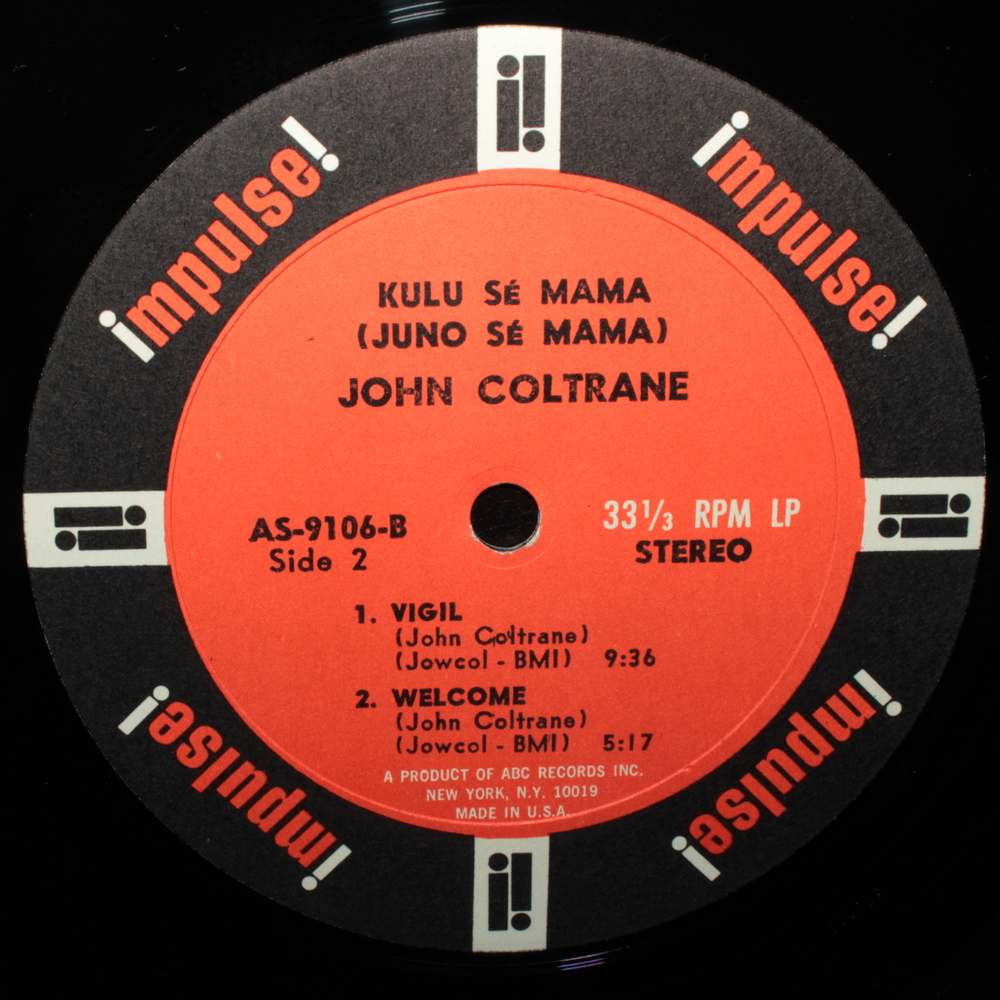 impulse!
impulse!
KULU SÉ MAMA
(JUNO SÉ MAMA)
JOHN COLTRANE
AS-9106-B
Side 2
33⅓ RPM LP
STEREO
1. VIGIL
(John Coltrane)
(Jowcol - BMI) 9:36
2. WELCOME
(John Coltrane)
(Jowcol - BMI) 5:17
A PRODUCT OF ABC RECORDS INC.
NEW YORK, N.Y. 10019
MADE IN U.S.A.
impulse!
impulse!